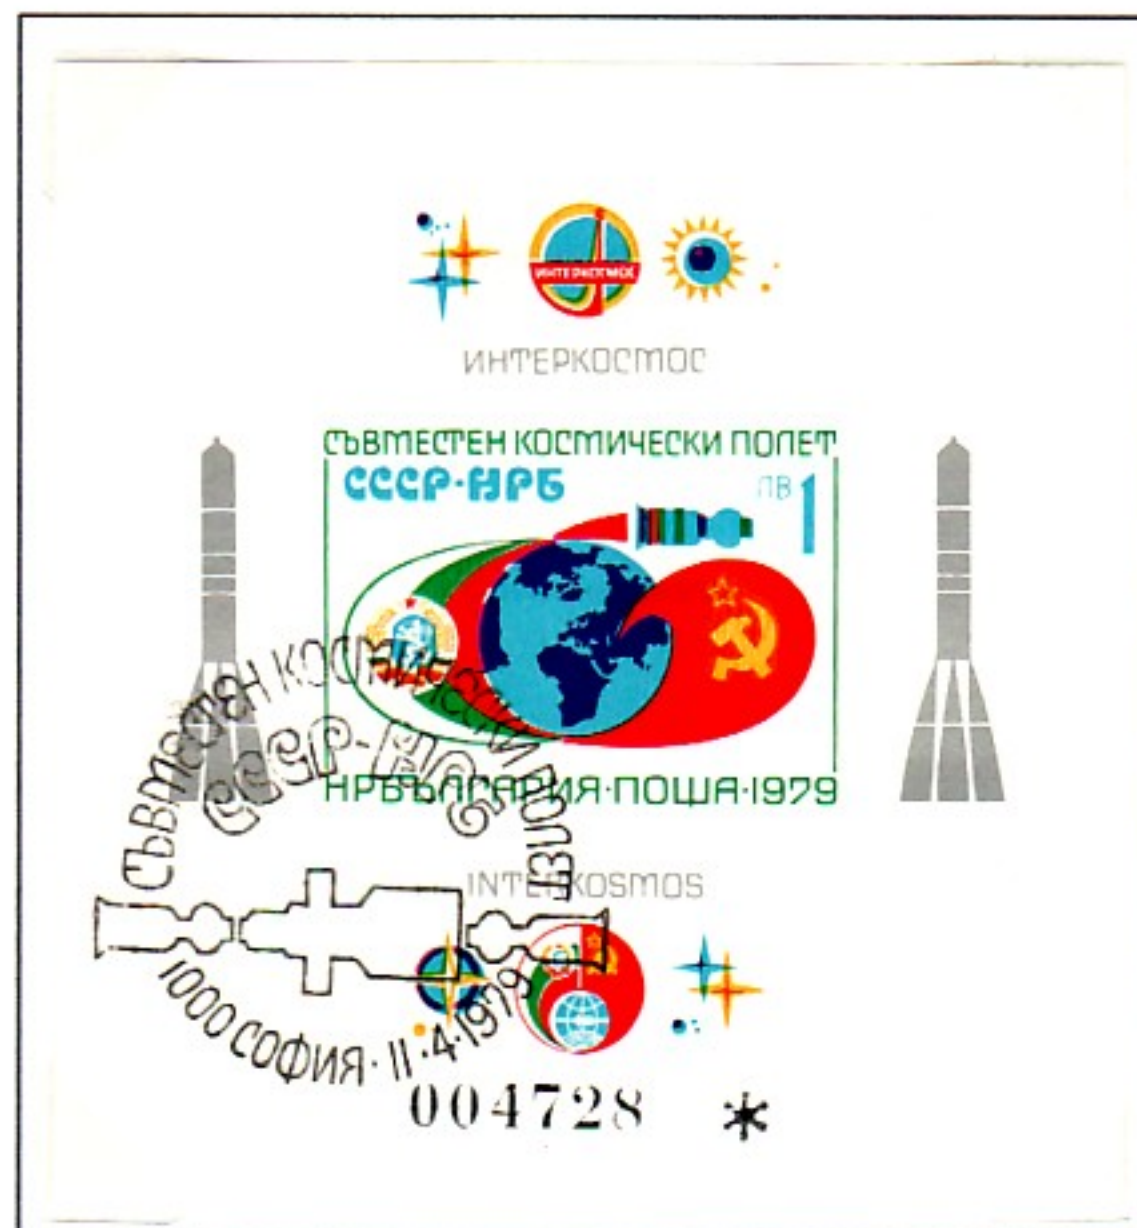 ИНТЕРКОСМОС
ИНТЕРКОСМОС
СЪВМЕСТЕН КОСМИЧЕСКИ ПОЛЕТ
СССР·НРБ
ЛВ 1
НРБЪЛГАРИЯ·ПОЩА·1979
СЪВМЕСТЕН КОСМИЧЕСКИ ПОЛЕТ
СССР-НРБ
INTERKOSMOS
1000 СОФИЯ·11·4·1979
004728 *